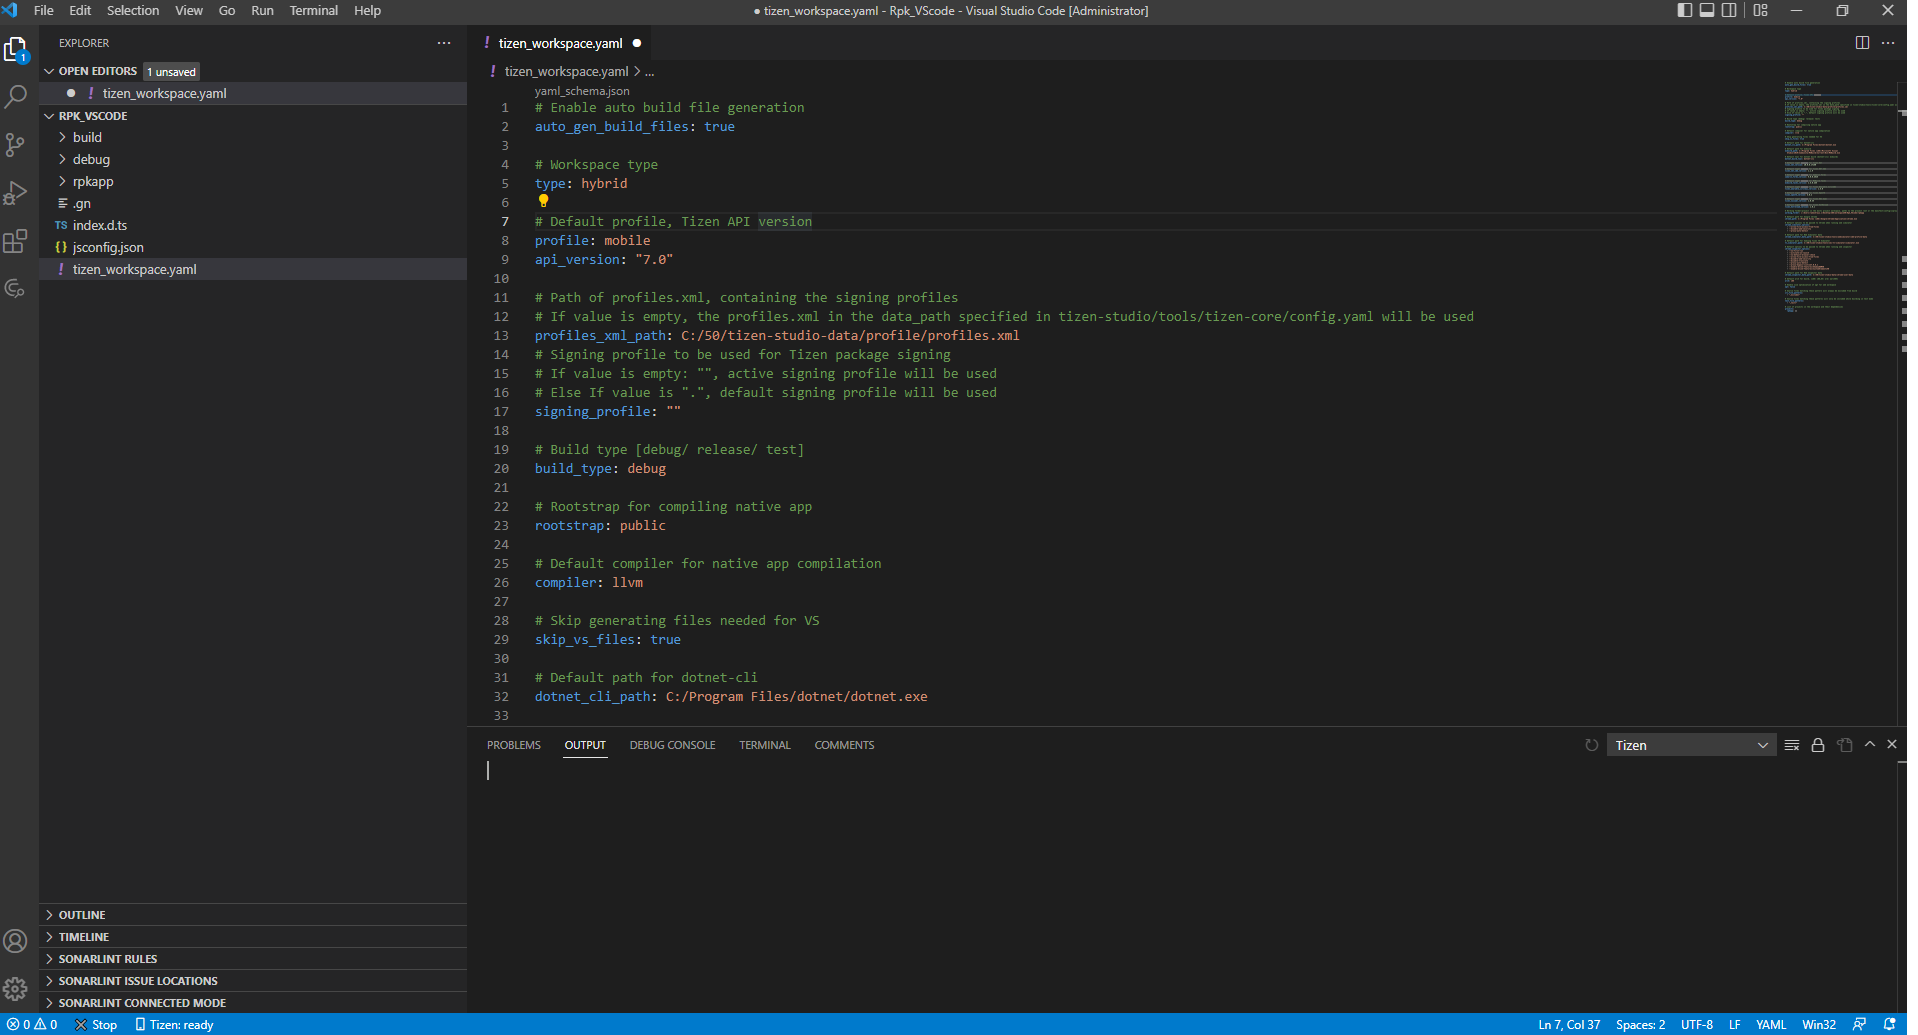 File Edit Selection View Go Run Terminal Help
● tizen_workspace.yaml - Rpk_VScode - Visual Studio Code [Administrator]
EXPLORER
OPEN EDITORS 1 unsaved
! tizen_workspace.yaml
RPK_VSCODE
build
debug
rpkapp
.gn
TS index.d.ts
{} jsconfig.json
! tizen_workspace.yaml
OUTLINE
TIMELINE
SONARLINT RULES
SONARLINT ISSUE LOCATIONS
SONARLINT CONNECTED MODE
1
! tizen_workspace.yaml ●
! tizen_workspace.yaml > ...
yaml_schema.json
1 # Enable auto build file generation
2 auto_gen_build_files: true
3
4 # Workspace type
5 type: hybrid
6
7 # Default profile, Tizen API version
8 profile: mobile
9 api_version: "7.0"
10
11 # Path of profiles.xml, containing the signing profiles
12 # If value is empty, the profiles.xml in the data_path specified in tizen-studio/tools/tizen-core/config.yaml will be used
13 profiles_xml_path: C:/50/tizen-studio-data/profile/profiles.xml
14 # Signing profile to be used for Tizen package signing
15 # If value is empty: "", active signing profile will be used
16 # Else If value is ".", default signing profile will be used
17 signing_profile: ""
18
19 # Build type [debug/ release/ test]
20 build_type: debug
21
22 # Rootstrap for compiling native app
23 rootstrap: public
24
25 # Default compiler for native app compilation
26 compiler: llvm
27
28 # Skip generating files needed for VS
29 skip_vs_files: true
30
31 # Default path for dotnet-cli
32 dotnet_cli_path: C:/Program Files/dotnet/dotnet.exe
33
PROBLEMS OUTPUT DEBUG CONSOLE TERMINAL COMMENTS
Tizen
0 0 Stop Tizen: ready
Ln 7, Col 37 Spaces: 2 UTF-8 LF YAML Win32